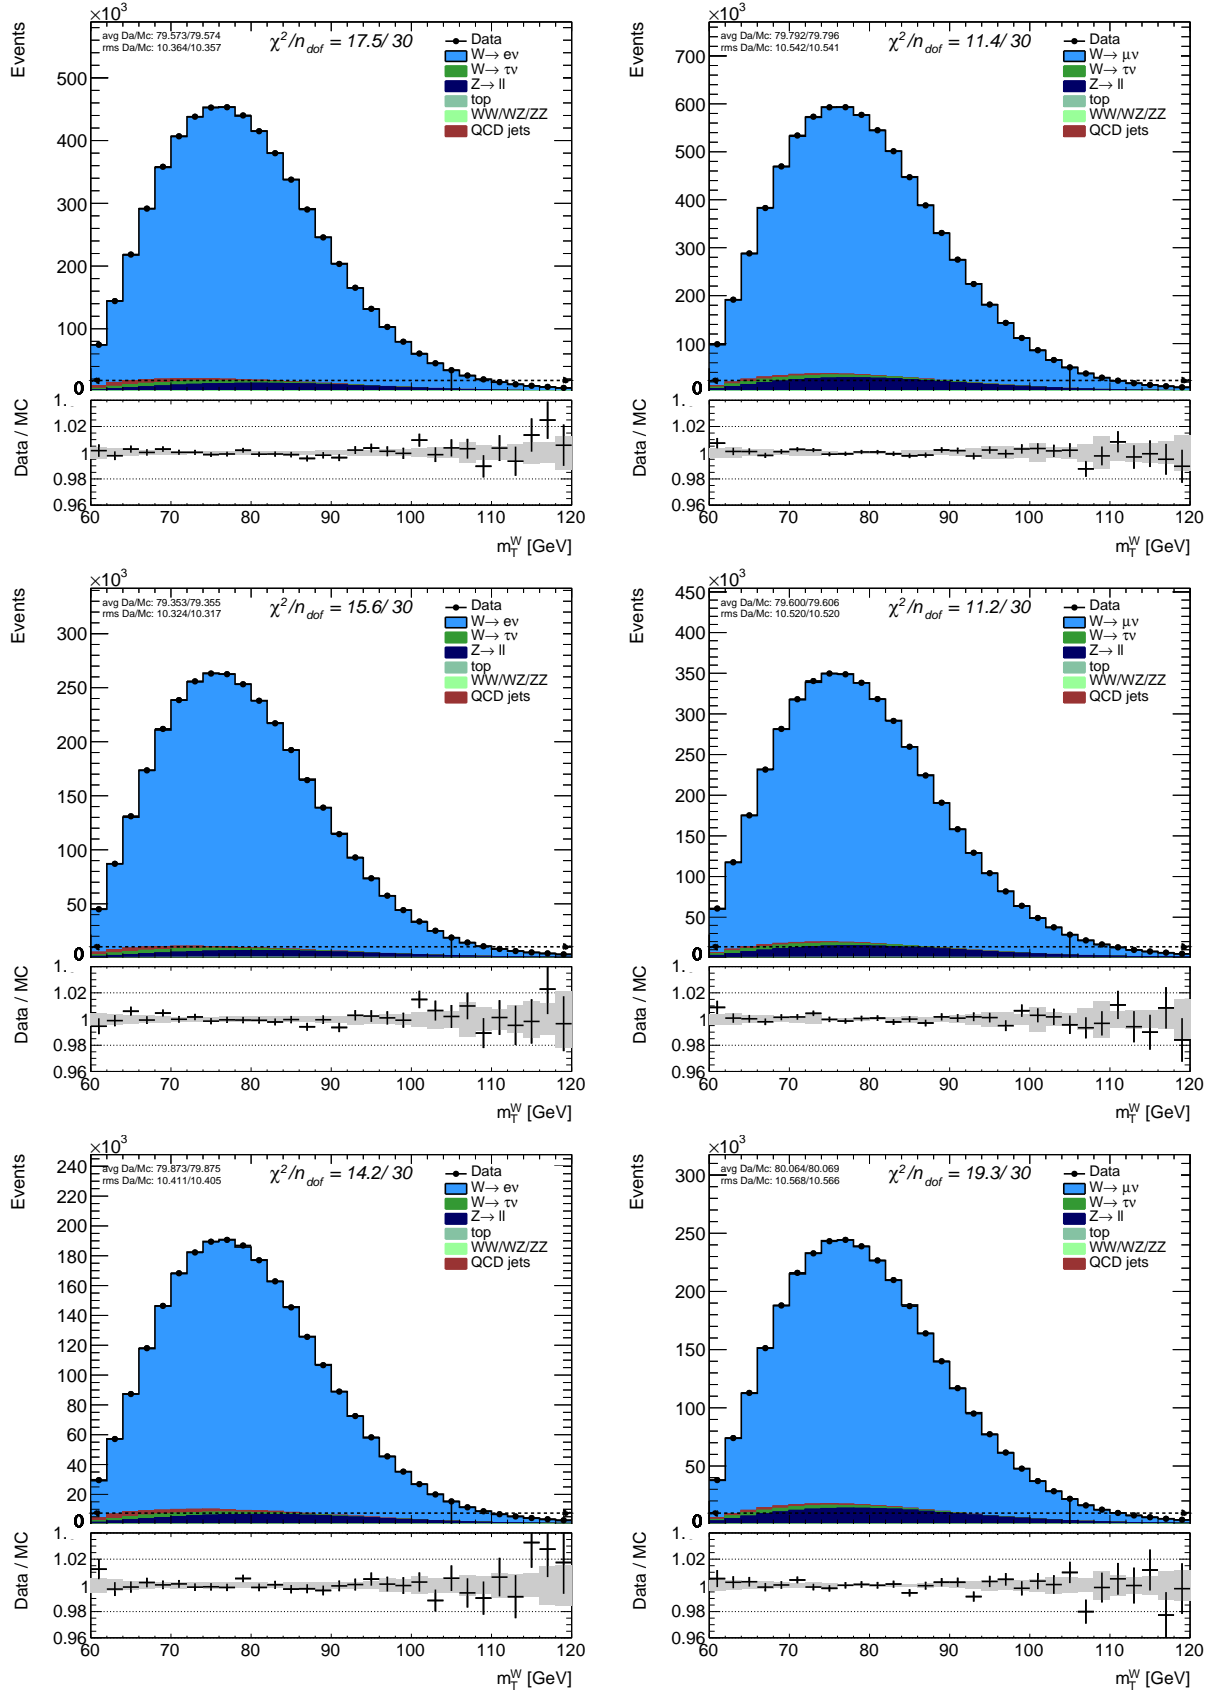 ×10³
avg Da/Mc: 79.573/79.574
rms Da/Mc: 10.364/10.357
χ²/n_dof = 17.5/ 30
Data
W→ eν
W→ τν
Z→ ll
top
WW/WZ/ZZ
QCD jets
Events
500
400
300
200
100
0
Data / MC
1.
1.02
1
0.98
0.96
60 70 80 90 100 110 120
m_T^W [GeV]
×10³
avg Da/Mc: 79.792/79.796
rms Da/Mc: 10.542/10.541
χ²/n_dof = 11.4/ 30
Data
W→ μν
W→ τν
Z→ ll
top
WW/WZ/ZZ
QCD jets
Events
700
600
500
400
300
200
100
0
Data / MC
1.
1.02
1
0.98
0.96
60 70 80 90 100 110 120
m_T^W [GeV]
×10³
avg Da/Mc: 79.353/79.355
rms Da/Mc: 10.324/10.317
χ²/n_dof = 15.6/ 30
Data
W→ eν
W→ τν
Z→ ll
top
WW/WZ/ZZ
QCD jets
Events
300
250
200
150
100
50
0
Data / MC
1.
1.02
1
0.98
0.96
60 70 80 90 100 110 120
m_T^W [GeV]
×10³
avg Da/Mc: 79.600/79.606
rms Da/Mc: 10.520/10.520
χ²/n_dof = 11.2/ 30
Data
W→ μν
W→ τν
Z→ ll
top
WW/WZ/ZZ
QCD jets
Events
450
400
350
300
250
200
150
100
50
0
Data / MC
1.
1.02
1
0.98
0.96
60 70 80 90 100 110 120
m_T^W [GeV]
×10³
avg Da/Mc: 79.873/79.875
rms Da/Mc: 10.411/10.405
χ²/n_dof = 14.2/ 30
Data
W→ eν
W→ τν
Z→ ll
top
WW/WZ/ZZ
QCD jets
Events
240
220
200
180
160
140
120
100
80
60
40
20
0
Data / MC
1.
1.02
1
0.98
0.96
60 70 80 90 100 110 120
m_T^W [GeV]
×10³
avg Da/Mc: 80.064/80.069
rms Da/Mc: 10.568/10.566
χ²/n_dof = 19.3/ 30
Data
W→ μν
W→ τν
Z→ ll
top
WW/WZ/ZZ
QCD jets
Events
300
250
200
150
100
50
0
Data / MC
1.
1.02
1
0.98
0.96
60 70 80 90 100 110 120
m_T^W [GeV]